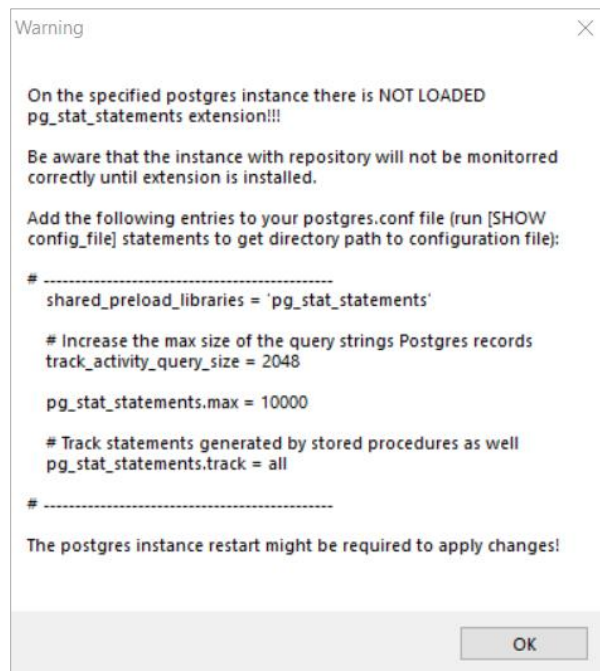 Warning
On the specified postgres instance there is NOT LOADED
pg_stat_statements extension!!!
Be aware that the instance with repository will not be monitorred
correctly until extension is installed.
Add the following entries to your postgres.conf file (run [SHOW
config_file] statements to get directory path to configuration file):
# ----------------------------------------------
shared_preload_libraries = 'pg_stat_statements'
# Increase the max size of the query strings Postgres records
track_activity_query_size = 2048
pg_stat_statements.max = 10000
# Track statements generated by stored procedures as well
pg_stat_statements.track = all
# ----------------------------------------------
The postgres instance restart might be required to apply changes!
OK